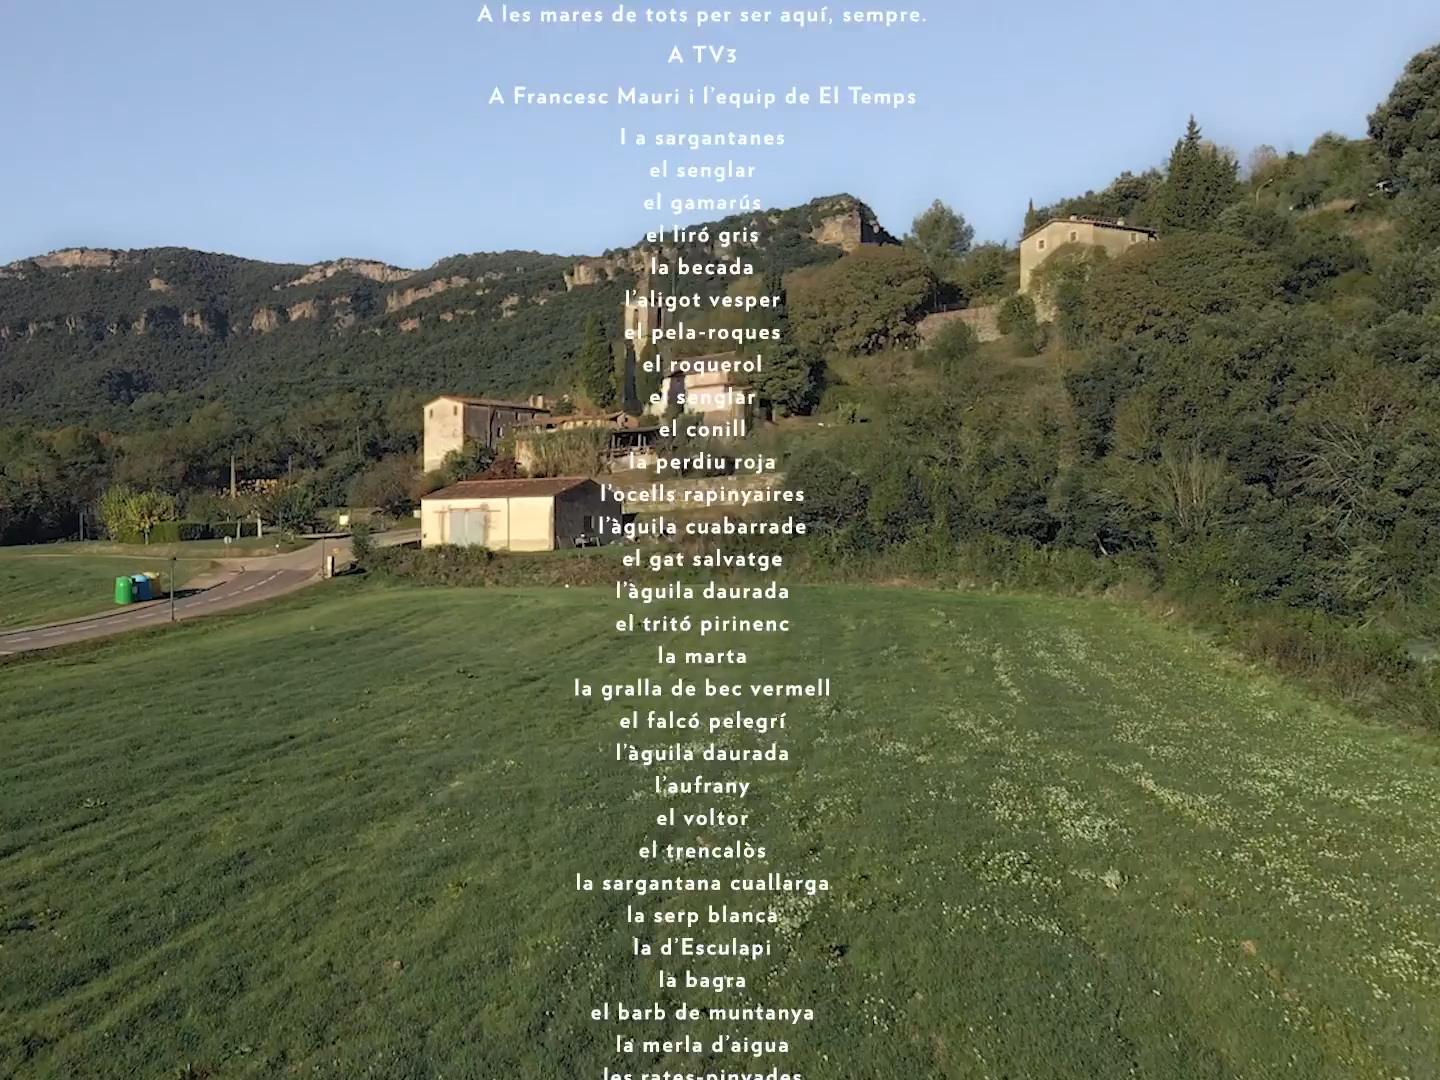 A les mares de tots per ser aquí, sempre.
A TV3
A Francesc Mauri i l'equip de El Temps
I a sargantanes
el senglar
el gamarús
el liró gris
la becada
l'aligot vesper
el pela-roques
el roquerol
el senglar
el conill
la perdiu roja
l'ocells rapinyaires
l'àguila cuabarrade
el gat salvatge
l'àguila daurada
el tritó pirinenc
la marta
la gralla de bec vermell
el falcó pelegrí
l'àguila daurada
l'aufrany
el voltor
el trencalòs
la sargantana cuallarga
la serp blanca
la d'Esculapi
la bagra
el barb de muntanya
la merla d'aigua
les rates-pinyades